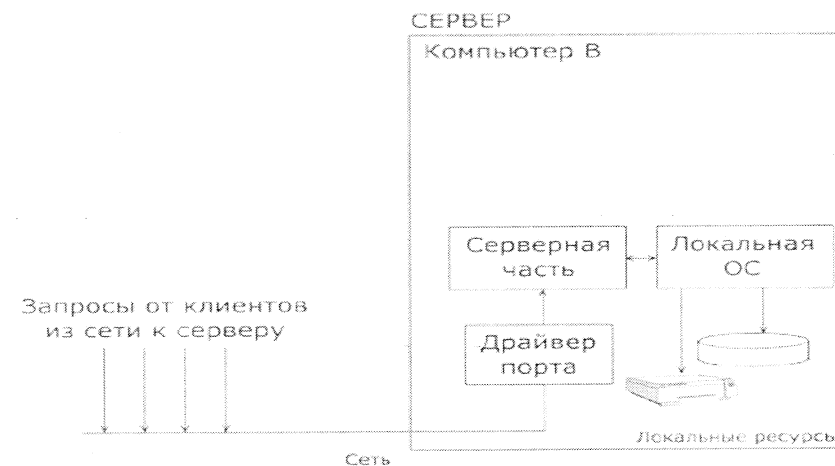 СЕРВЕР
Компьютер В
Серверная
часть
Локальная
ОС
Запросы от клиентов
из сети к серверу
Драйвер
порта
Локальные ресурсы
Сеть